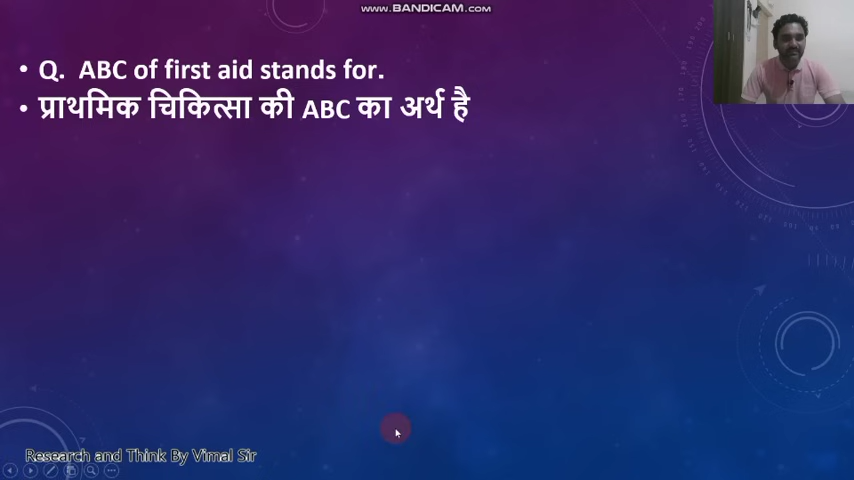 www.BANDICAM.com
• Q. ABC of first aid stands for.
• प्राथमिक चिकित्सा की ABC का अर्थ है
Research and Think By Vimal Sir